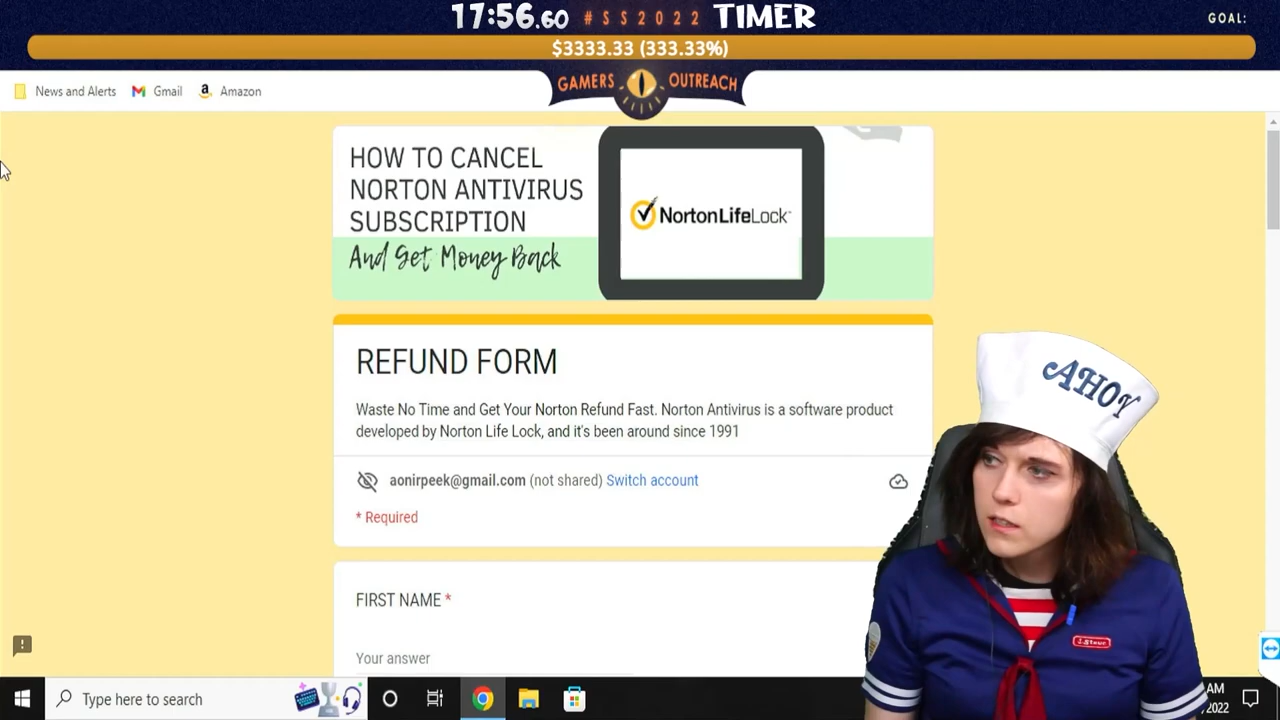 17:56.60 #SS2022 TIMER
GOAL:
$3333.33 (333.33%)
GAMERS OUTREACH
News and Alerts Gmail Amazon
HOW TO CANCEL
NORTON ANTIVIRUS
SUBSCRIPTION
And Get Money Back
NortonLifeLock
REFUND FORM
Waste No Time and Get Your Norton Refund Fast. Norton Antivirus is a software product
developed by Norton Life Lock, and it's been around since 1991
aonirpeek@gmail.com (not shared) Switch account
* Required
FIRST NAME *
Your answer
AHOY
Type here to search
AM
2022